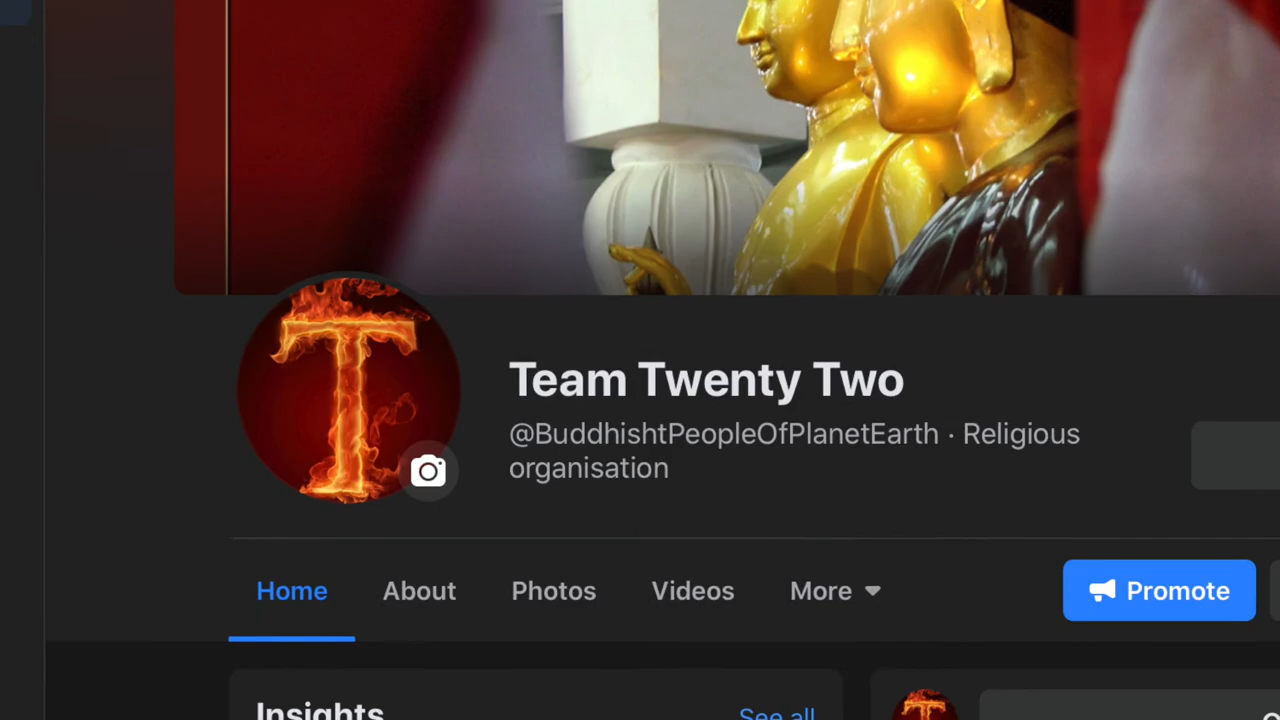 T
Team Twenty Two
@BuddhishtPeopleOfPlanetEarth · Religious
organisation
Home About Photos Videos More Promote
Insights See all